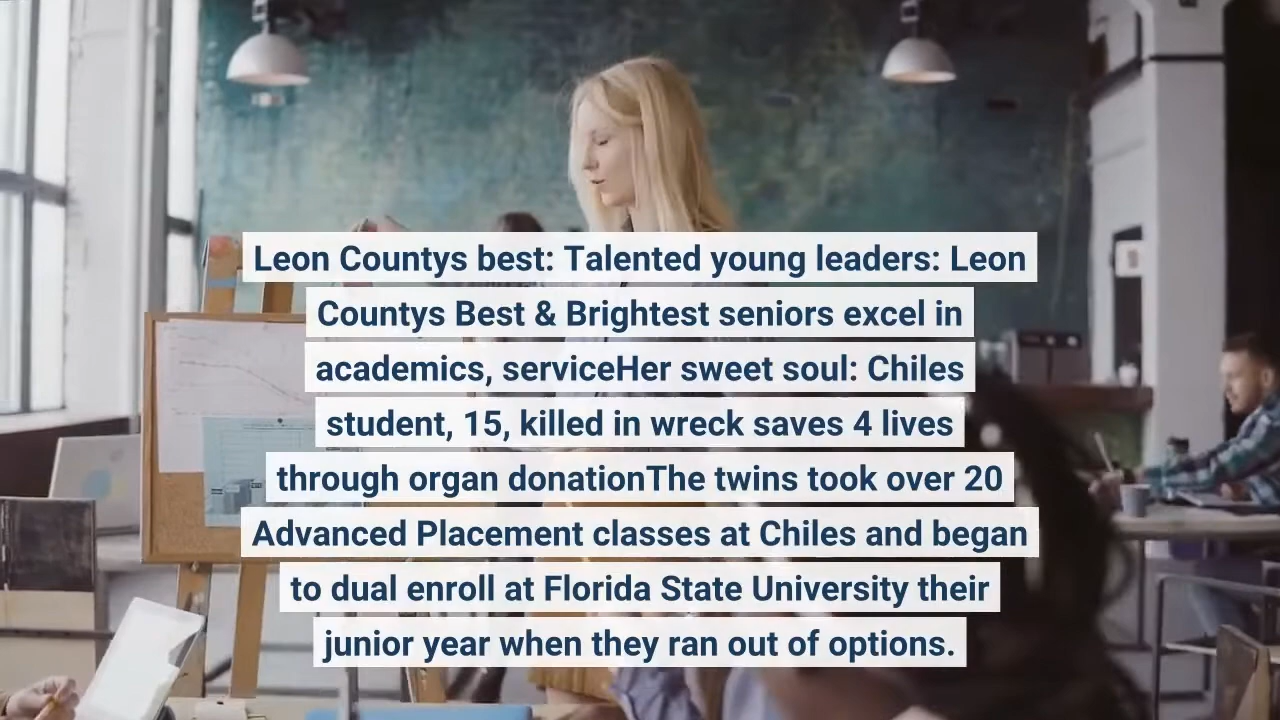 Leon Countys best: Talented young leaders: Leon
Countys Best & Brightest seniors excel in
academics, serviceHer sweet soul: Chiles
student, 15, killed in wreck saves 4 lives
through organ donationThe twins took over 20
Advanced Placement classes at Chiles and began
to dual enroll at Florida State University their
junior year when they ran out of options.